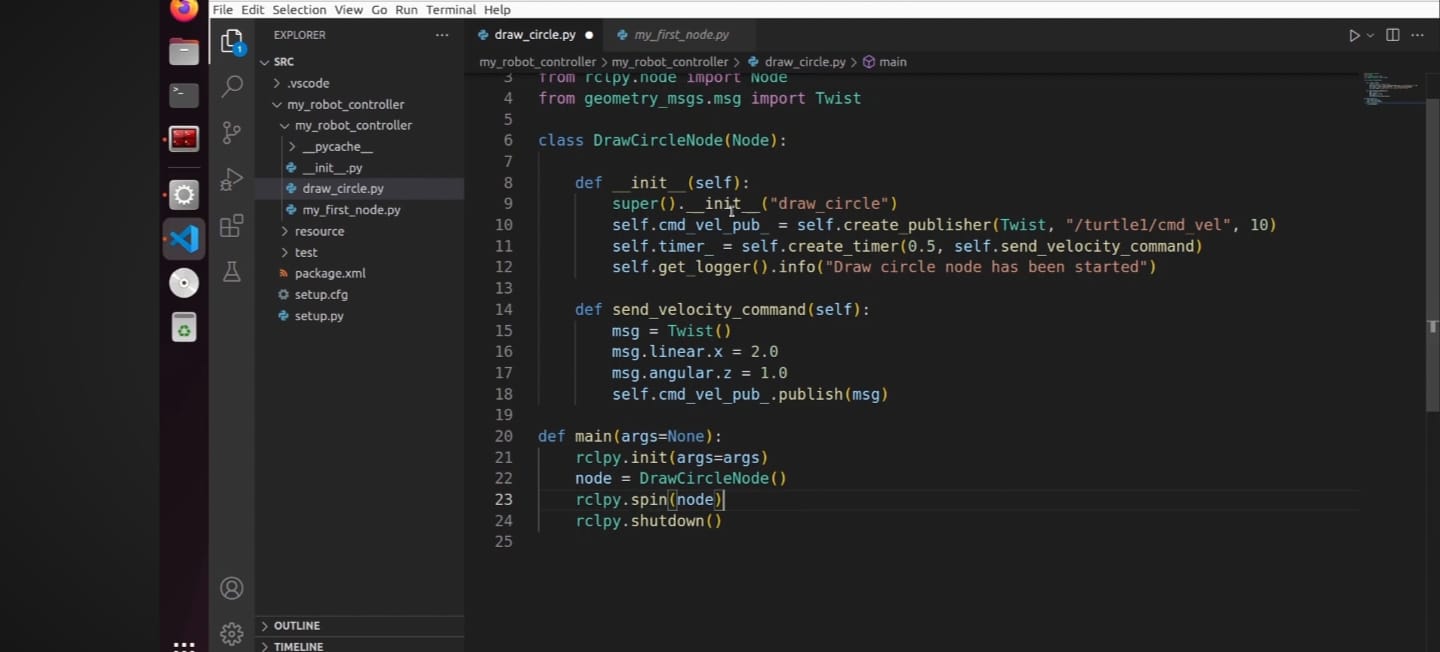 File Edit Selection View Go Run Terminal Help
EXPLORER
SRC
.vscode
my_robot_controller
my_robot_controller
__pycache__
__init__.py
draw_circle.py
my_first_node.py
resource
test
package.xml
setup.cfg
setup.py
OUTLINE
TIMELINE
1
draw_circle.py
my_first_node.py
my_robot_controller > my_robot_controller > draw_circle.py > main
3 from rclpy.node import Node
4 from geometry_msgs.msg import Twist
5
6 class DrawCircleNode(Node):
7
8 def __init__(self):
9 super().__init__("draw_circle")
10 self.cmd_vel_pub_ = self.create_publisher(Twist, "/turtle1/cmd_vel", 10)
11 self.timer_ = self.create_timer(0.5, self.send_velocity_command)
12 self.get_logger().info("Draw circle node has been started")
13
14 def send_velocity_command(self):
15 msg = Twist()
16 msg.linear.x = 2.0
17 msg.angular.z = 1.0
18 self.cmd_vel_pub_.publish(msg)
19
20 def main(args=None):
21 rclpy.init(args=args)
22 node = DrawCircleNode()
23 rclpy.spin(node)
24 rclpy.shutdown()
25